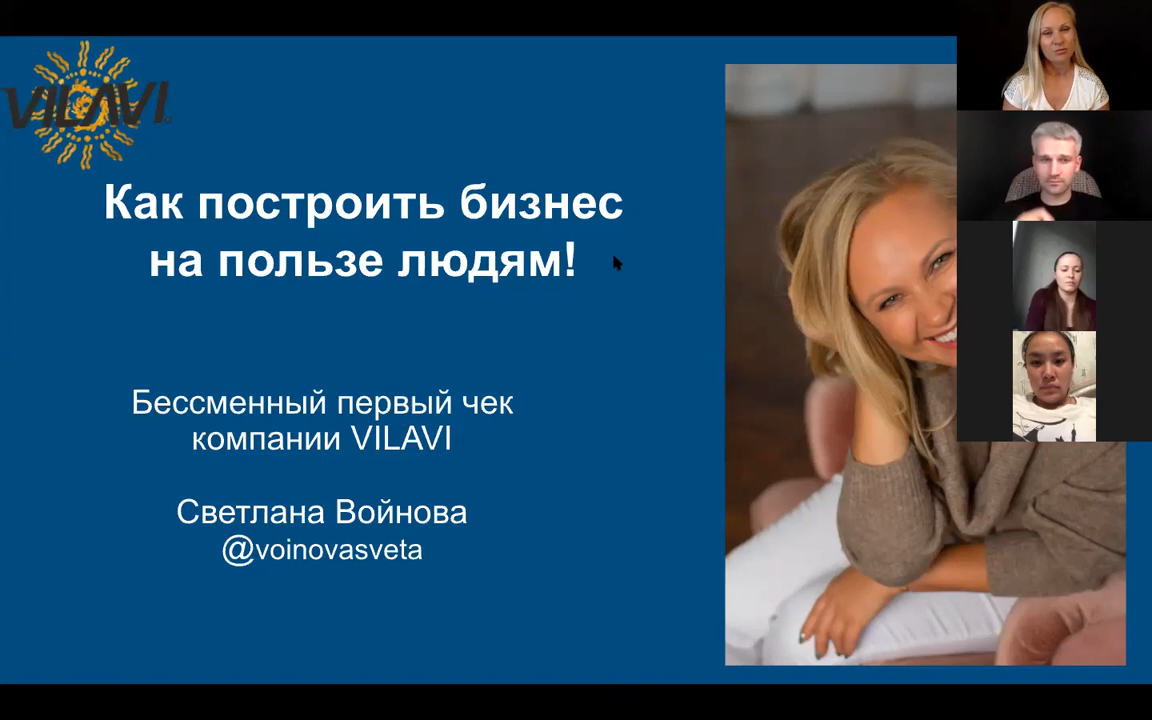 VILAVI
Как построить бизнес
на пользе людям!
Бессменный первый чек
компании VILAVI
Светлана Войнова
@voinovasveta